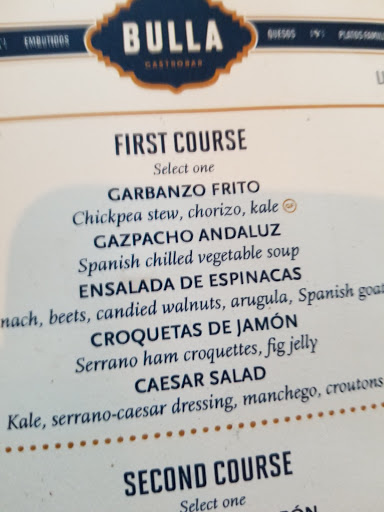 EMBUTIDOS BULLA QUESOS
GASTROBAR
FIRST COURSE
Select one
GARBANZO FRITO
Chickpea stew, chorizo, kale GF
GAZPACHO ANDALUZ
Spanish chilled vegetable soup
ENSALADA DE ESPINACAS
nach, beets, candied walnuts, arugula, Spanish goat
CROQUETAS DE JAMÓN
Serrano ham croquettes, fig jelly
CAESAR SALAD
Kale, serrano-caesar dressing, manchego, croutons
SECOND COURSE
Select one